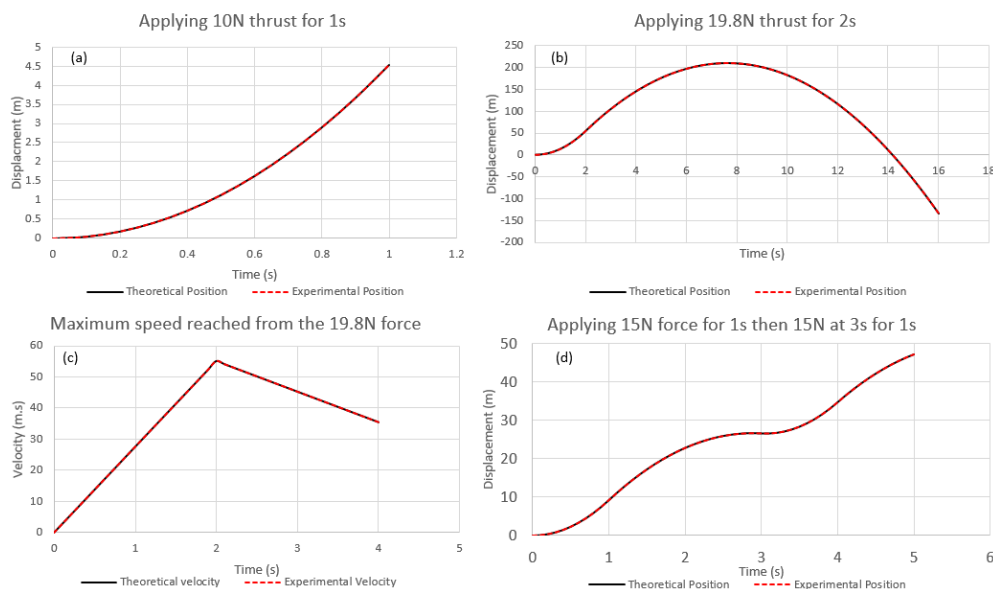 Applying 10N thrust for 1s
(a)
Displacment (m)
5
4.5
4
3.5
3
2.5
2
1.5
1
0.5
0
0 0.2 0.4 0.6 0.8 1 1.2
Time (s)
Theoretical Position Experimental Position
Applying 19.8N thrust for 2s
(b)
Displacement (m)
250
200
150
100
50
0
-50
-100
-150
-200
0 2 4 6 8 10 12 14 16 18
Time (s)
Theoretical Position Experimental Position
Maximum speed reached from the 19.8N force
(c)
Velocity (m.s)
60
50
40
30
20
10
0
0 1 2 3 4 5
Time (s)
Theoretical velocity Experimental Velocity
Applying 15N force for 1s then 15N at 3s for 1s
(d)
Displacement (m)
50
40
30
20
10
0
0 1 2 3 4 5 6
Time (s)
Theoretical Position Experimental Position